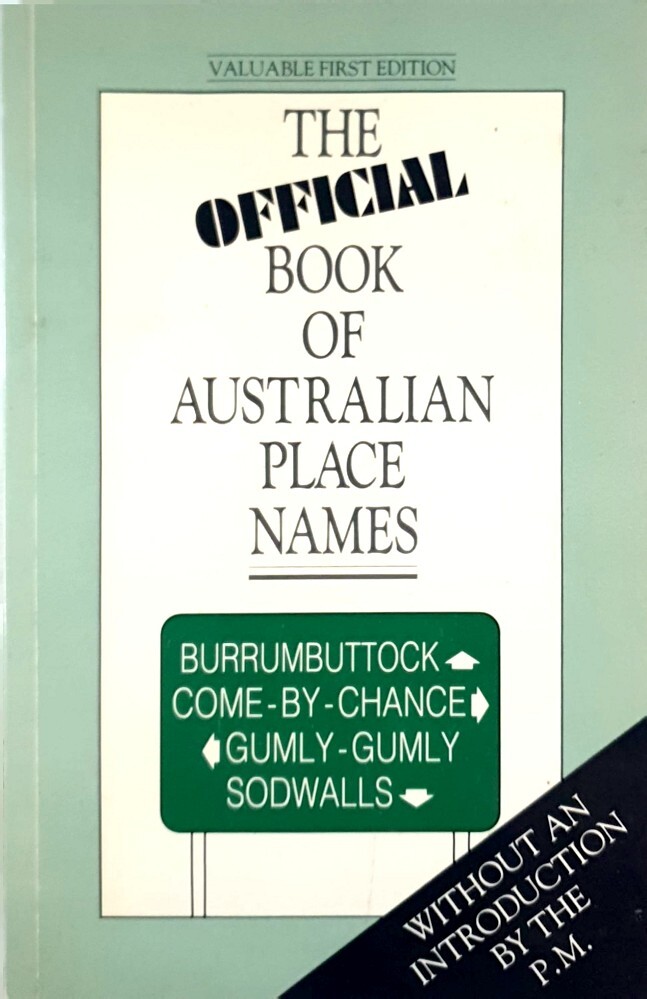 VALUABLE FIRST EDITION
THE
OFFICIAL
BOOK
OF
AUSTRALIAN
PLACE
NAMES
BURRUMBUTTOCK
COME-BY-CHANCE
GUMLY-GUMLY
SODWALLS
WITHOUT AN
INTRODUCTION
BY THE
P.M.